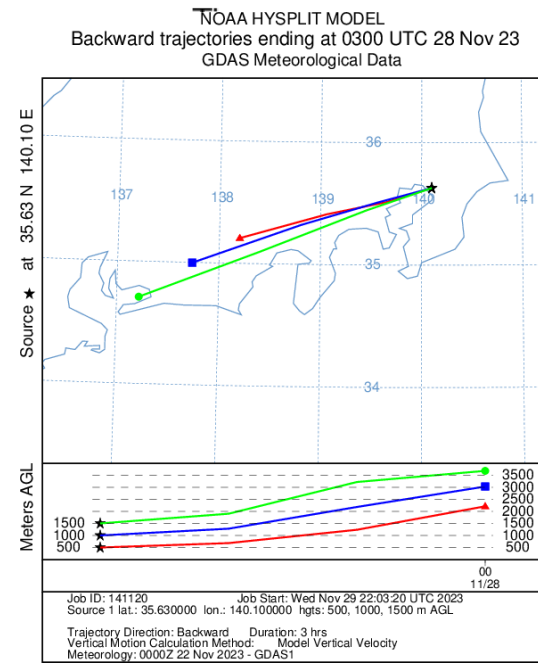 NOAA HYSPLIT MODEL
Backward trajectories ending at 0300 UTC 28 Nov 23
GDAS Meteorological Data
Source ★ at 35.63 N 140.10 E
36
137
138
139
140
141
35
34
Meters AGL
1500
1000
500
3500
3000
2500
2000
1500
1000
500
00
11/28
Job ID: 141120 Job Start: Wed Nov 29 22:03:20 UTC 2023
Source 1 lat.: 35.630000 lon.: 140.100000 hgts: 500, 1000, 1500 m AGL
Trajectory Direction: Backward Duration: 3 hrs
Vertical Motion Calculation Method: Model Vertical Velocity
Meteorology: 0000Z 22 Nov 2023 - GDAS1